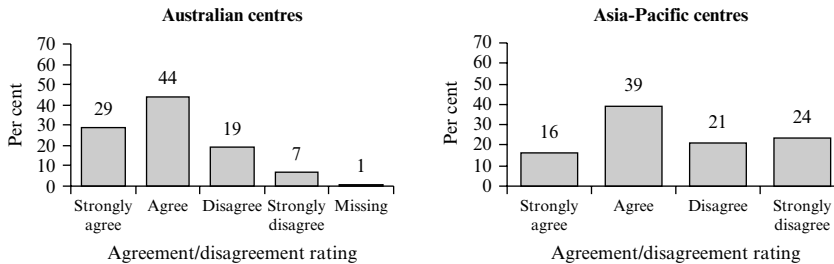 Australian centres
Per cent
70
60
50
40
30
20
10
0
29
44
19
7
1
Strongly agree
Agree
Disagree
Strongly disagree
Missing
Agreement/disagreement rating
Asia-Pacific centres
Per cent
70
60
50
40
30
20
10
0
16
39
21
24
Strongly agree
Agree
Disagree
Strongly disagree
Agreement/disagreement rating